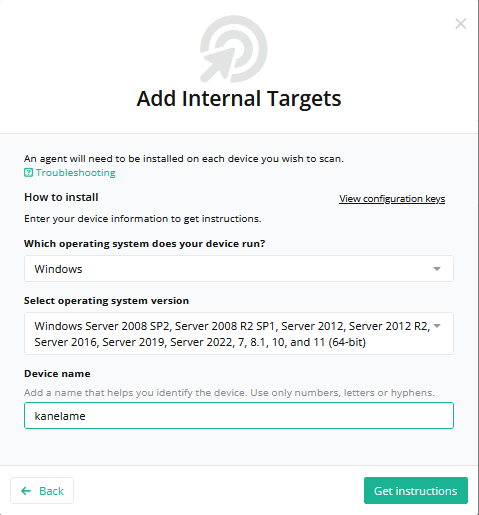 Add Internal Targets
An agent will need to be installed on each device you wish to scan.
Troubleshooting
How to install
View configuration keys
Enter your device information to get instructions.
Which operating system does your device run?
Windows
Select operating system version
Windows Server 2008 SP2, Server 2008 R2 SP1, Server 2012, Server 2012 R2,
Server 2016, Server 2019, Server 2022, 7, 8.1, 10, and 11 (64-bit)
Device name
Add a name that helps you identify the device. Use only numbers, letters or hyphens.
kanelame
Back
Get instructions